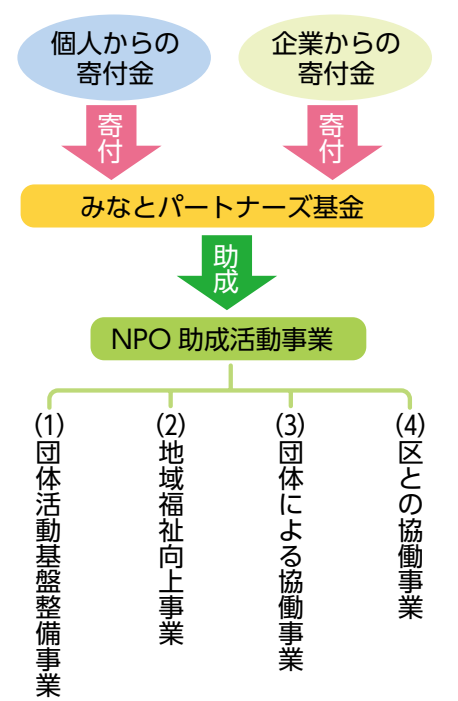 個人からの
寄付金
企業からの
寄付金
寄付
寄付
みなとパートナーズ基金
助成
NPO 助成活動事業
(1)団体活動基盤整備事業
(2)地域福祉向上事業
(3)団体による協働事業
(4)区との協働事業